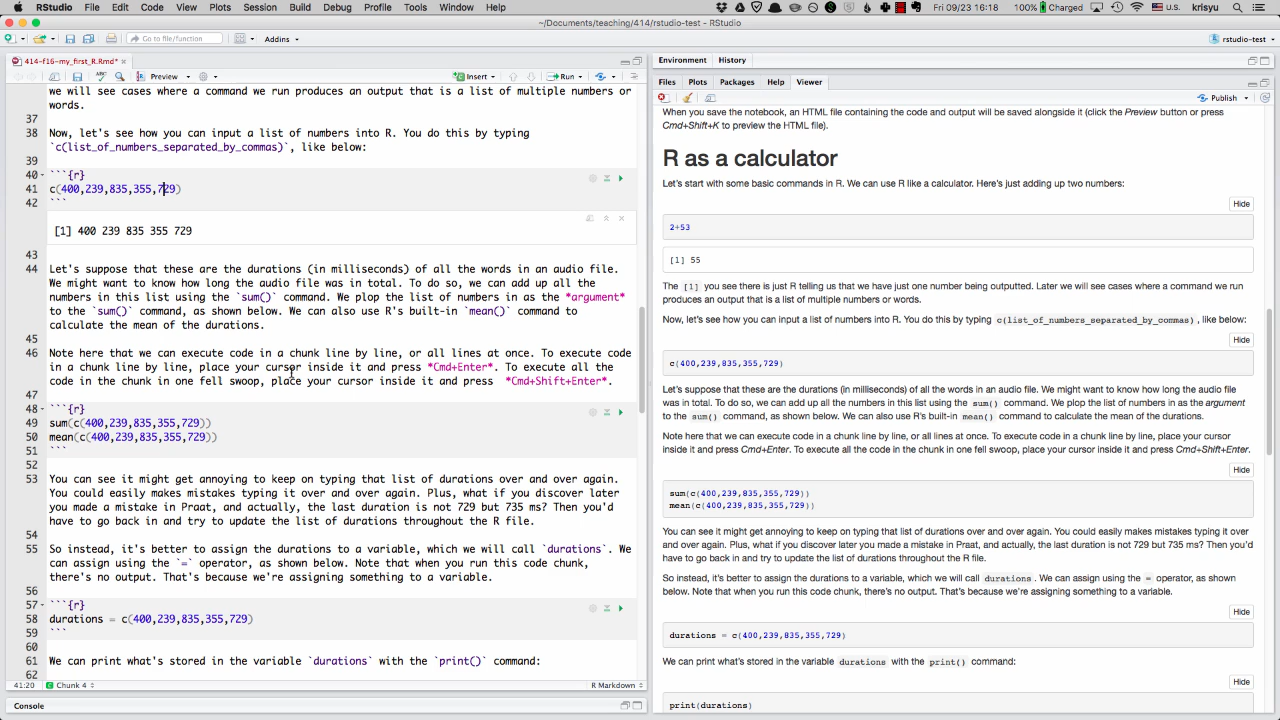 RStudio File Edit Code View Plots Session Build Debug Profile Tools Window Help
100% Charged U.S. Fri 09/23 16:18 krisyu
~/Documents/teaching/414/rstudio-test - RStudio
Go to file/function Addins rstudio-test
414-f16-my_first_R.Rmd*
Preview Insert Run
we will see cases where a command we run produces an output that is a list of multiple numbers or
words.
37
38 Now, let's see how you can input a list of numbers into R. You do this by typing
`c(list_of_numbers_separated_by_commas)`, like below:
39
40 ```{r}
41 c(400,239,835,355,729)
42 ```
[1] 400 239 835 355 729
43
44 Let's suppose that these are the durations (in milliseconds) of all the words in an audio file.
We might want to know how long the audio file was in total. To do so, we can add up all the
numbers in this list using the `sum()` command. We plop the list of numbers in as the *argument*
to the `sum()` command, as shown below. We can also use R's built-in `mean()` command to
calculate the mean of the durations.
45
46 Note here that we can execute code in a chunk line by line, or all lines at once. To execute code
in a chunk line by line, place your cursor inside it and press *Cmd+Enter*. To execute all the
code in the chunk in one fell swoop, place your cursor inside it and press *Cmd+Shift+Enter*.
47
48 ```{r}
49 sum(c(400,239,835,355,729))
50 mean(c(400,239,835,355,729))
51 ```
52
53 You can see it might get annoying to keep on typing that list of durations over and over again.
You could easily makes mistakes typing it over and over again. Plus, what if you discover later
you made a mistake in Praat, and actually, the last duration is not 729 but 735 ms? Then you'd
have to go back in and try to update the list of durations throughout the R file.
54
55 So instead, it's better to assign the durations to a variable, which we will call `durations`. We
can assign using the `=` operator, as shown below. Note that when you run this code chunk,
there's no output. That's because we're assigning something to a variable.
56
57 ```{r}
58 durations = c(400,239,835,355,729)
59 ```
60
61 We can print what's stored in the variable `durations` with the `print()` command:
62
41:20 Chunk 4 R Markdown
Console
Environment History
Files Plots Packages Help Viewer
Publish
When you save the notebook, an HTML file containing the code and output will be saved alongside it (click the Preview button or press
Cmd+Shift+K to preview the HTML file).
R as a calculator
Let's start with some basic commands in R. We can use R like a calculator. Here's just adding up two numbers:
Hide
2+53
[1] 55
The [1] you see there is just R telling us that we have just one number being outputted. Later we will see cases where a command we run
produces an output that is a list of multiple numbers or words.
Now, let's see how you can input a list of numbers into R. You do this by typing c(list_of_numbers_separated_by_commas), like below:
Hide
c(400,239,835,355,729)
Let's suppose that these are the durations (in milliseconds) of all the words in an audio file. We might want to know how long the audio file
was in total. To do so, we can add up all the numbers in this list using the sum() command. We plop the list of numbers in as the argument
to the sum() command, as shown below. We can also use R's built-in mean() command to calculate the mean of the durations.
Note here that we can execute code in a chunk line by line, or all lines at once. To execute code in a chunk line by line, place your cursor
inside it and press Cmd+Enter. To execute all the code in the chunk in one fell swoop, place your cursor inside it and press Cmd+Shift+Enter.
Hide
sum(c(400,239,835,355,729))
mean(c(400,239,835,355,729))
You can see it might get annoying to keep on typing that list of durations over and over again. You could easily makes mistakes typing it over
and over again. Plus, what if you discover later you made a mistake in Praat, and actually, the last duration is not 729 but 735 ms? Then you'd
have to go back in and try to update the list of durations throughout the R file.
So instead, it's better to assign the durations to a variable, which we will call durations. We can assign using the = operator, as shown
below. Note that when you run this code chunk, there's no output. That's because we're assigning something to a variable.
Hide
durations = c(400,239,835,355,729)
We can print what's stored in the variable durations with the print() command:
Hide
print(durations)